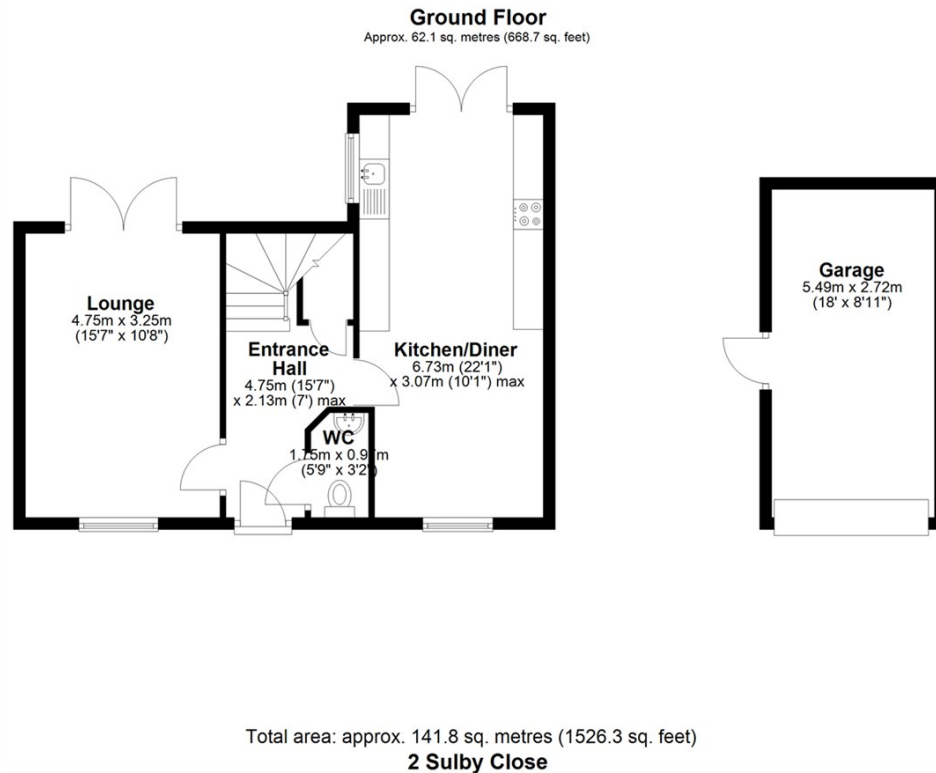 Ground Floor
Approx. 62.1 sq. metres (668.7 sq. feet)
Lounge
4.75m x 3.25m
(15'7" x 10'8")
Entrance
Hall
4.75m (15'7")
x 2.13m (7') max
WC
1.75m x 0.97m
(5'9" x 3'2")
Kitchen/Diner
6.73m (22'1")
x 3.07m (10'1") max
Garage
5.49m x 2.72m
(18' x 8'11")
Total area: approx. 141.8 sq. metres (1526.3 sq. feet)
2 Sulby Close